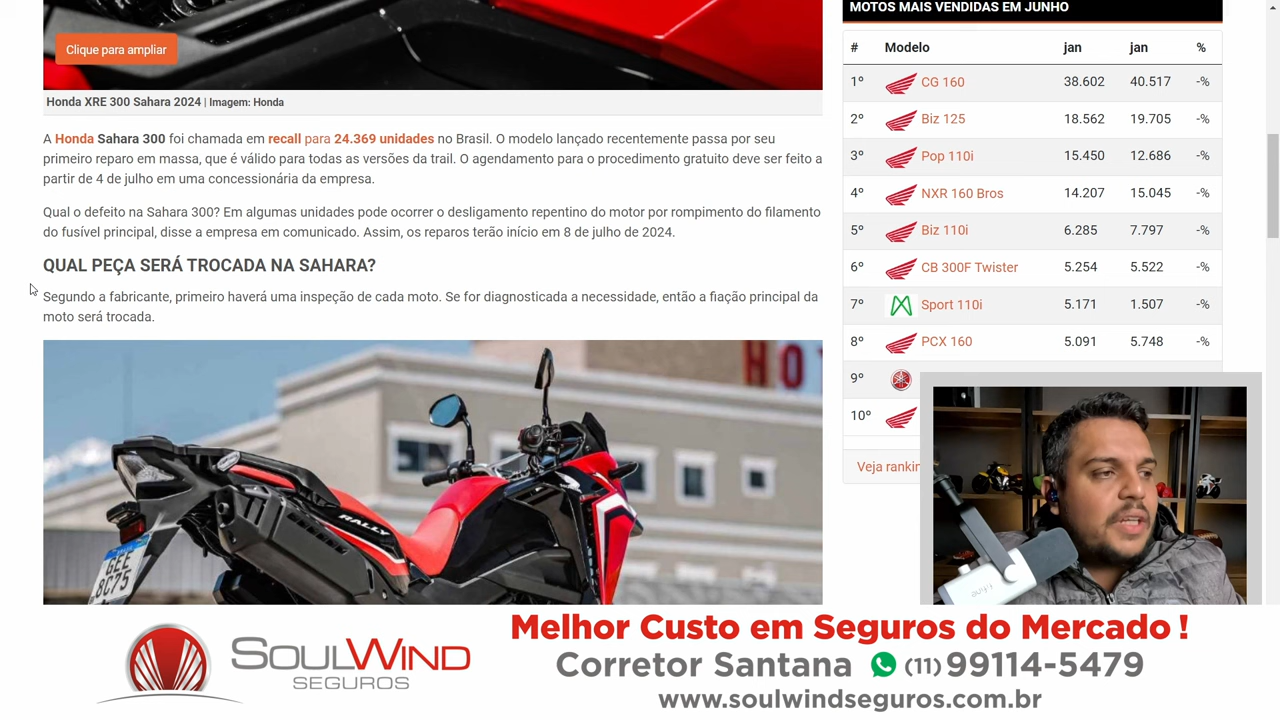 Clique para ampliar
Honda XRE 300 Sahara 2024 | Imagem: Honda
A Honda Sahara 300 foi chamada em recall para 24.369 unidades no Brasil. O modelo lançado recentemente passa por seu
primeiro reparo em massa, que é válido para todas as versões da trail. O agendamento para o procedimento gratuito deve ser feito a
partir de 4 de julho em uma concessionária da empresa.
Qual o defeito na Sahara 300? Em algumas unidades pode ocorrer o desligamento repentino do motor por rompimento do filamento
do fusível principal, disse a empresa em comunicado. Assim, os reparos terão início em 8 de julho de 2024.
QUAL PEÇA SERÁ TROCADA NA SAHARA?
Segundo a fabricante, primeiro haverá uma inspeção de cada moto. Se for diagnosticada a necessidade, então a fiação principal da
moto será trocada.
HO
RALLY
GEE
8C75
MOTOS MAIS VENDIDAS EM JUNHO
# Modelo jan jan %
1º CG 160 38.602 40.517 -%
2º Biz 125 18.562 19.705 -%
3º Pop 110i 15.450 12.686 -%
4º NXR 160 Bros 14.207 15.045 -%
5º Biz 110i 6.285 7.797 -%
6º CB 300F Twister 5.254 5.522 -%
7º Sport 110i 5.171 1.507 -%
8º PCX 160 5.091 5.748 -%
9º
10º
Veja rankin
fifine
SOULWIND
SEGUROS
Melhor Custo em Seguros do Mercado !
Corretor Santana (11) 99114-5479
www.soulwindseguros.com.br